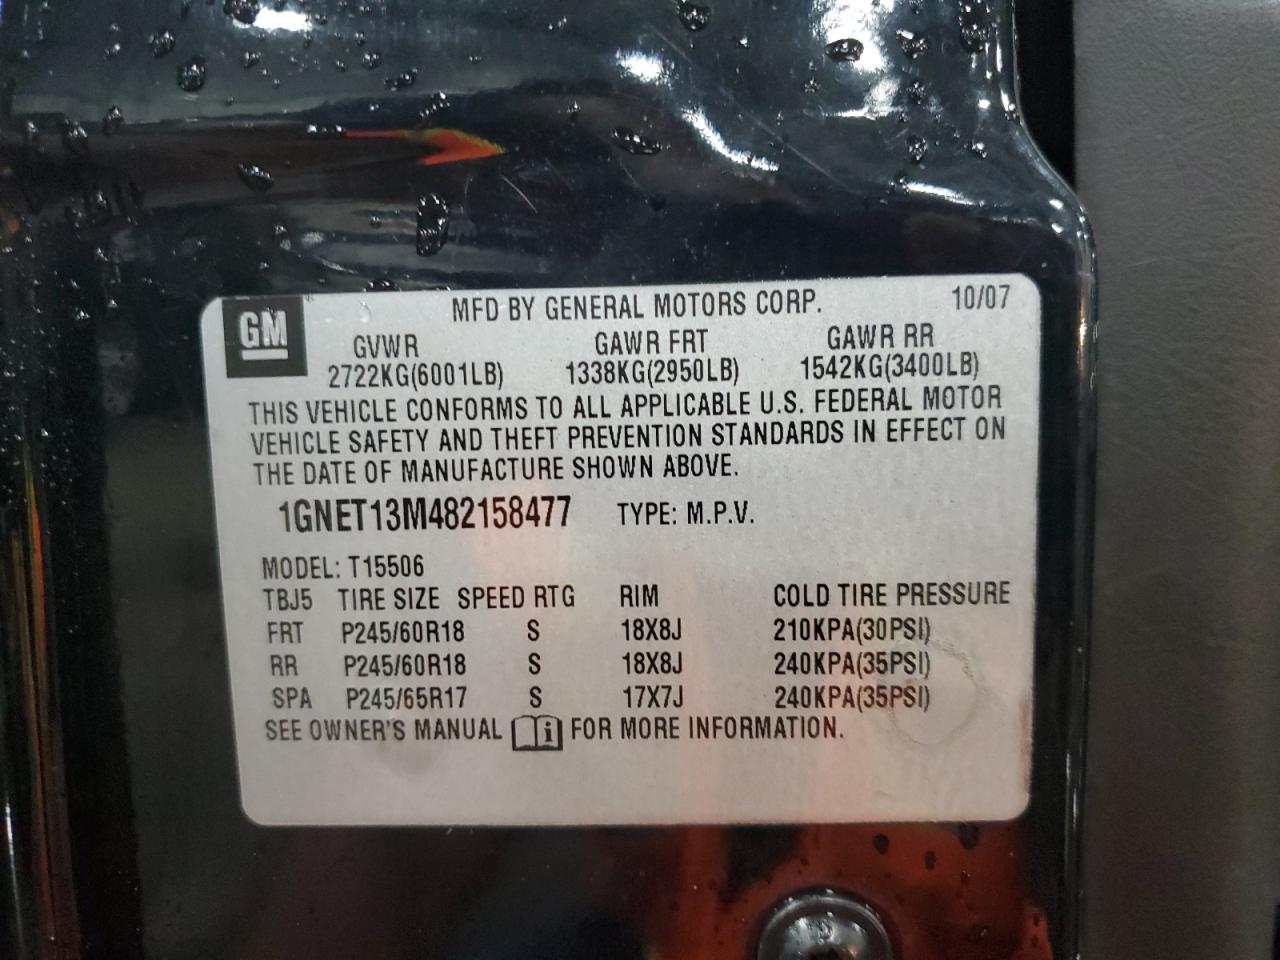 GM
MFD BY GENERAL MOTORS CORP. 10/07
GVWR GAWR FRT GAWR RR
2722KG(6001LB) 1338KG(2950LB) 1542KG(3400LB)
THIS VEHICLE CONFORMS TO ALL APPLICABLE U.S. FEDERAL MOTOR
VEHICLE SAFETY AND THEFT PREVENTION STANDARDS IN EFFECT ON
THE DATE OF MANUFACTURE SHOWN ABOVE.
1GNET13M482158477 TYPE: M.P.V.
MODEL: T15506
TBJ5 TIRE SIZE SPEED RTG RIM COLD TIRE PRESSURE
FRT P245/60R18 S 18X8J 210KPA(30PSI)
RR P245/60R18 S 18X8J 240KPA(35PSI)
SPA P245/65R17 S 17X7J 240KPA(35PSI)
SEE OWNER'S MANUAL i FOR MORE INFORMATION.